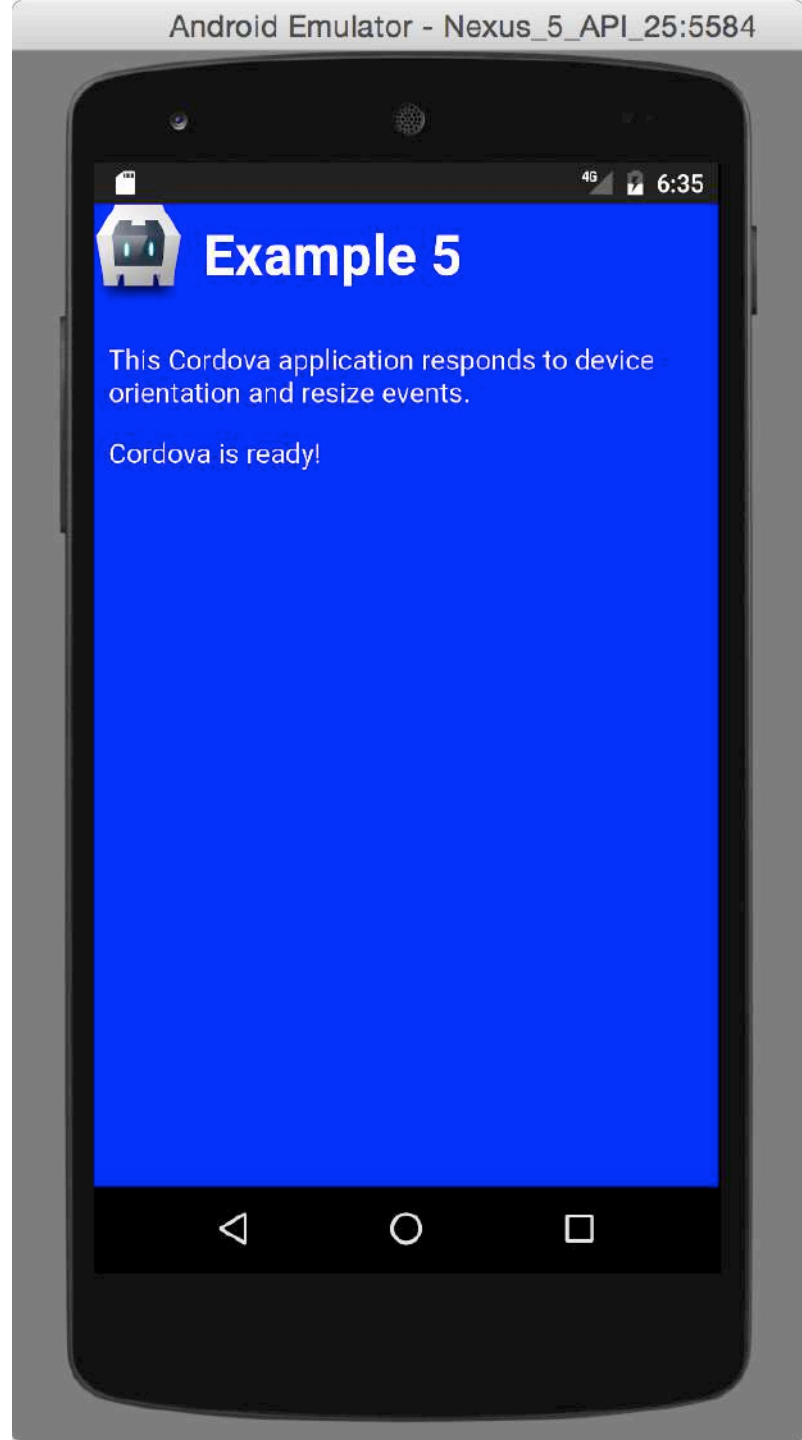 Android Emulator - Nexus_5_API_25:5584
4G 6:35
Example 5
This Cordova application responds to device
orientation and resize events.
Cordova is ready!